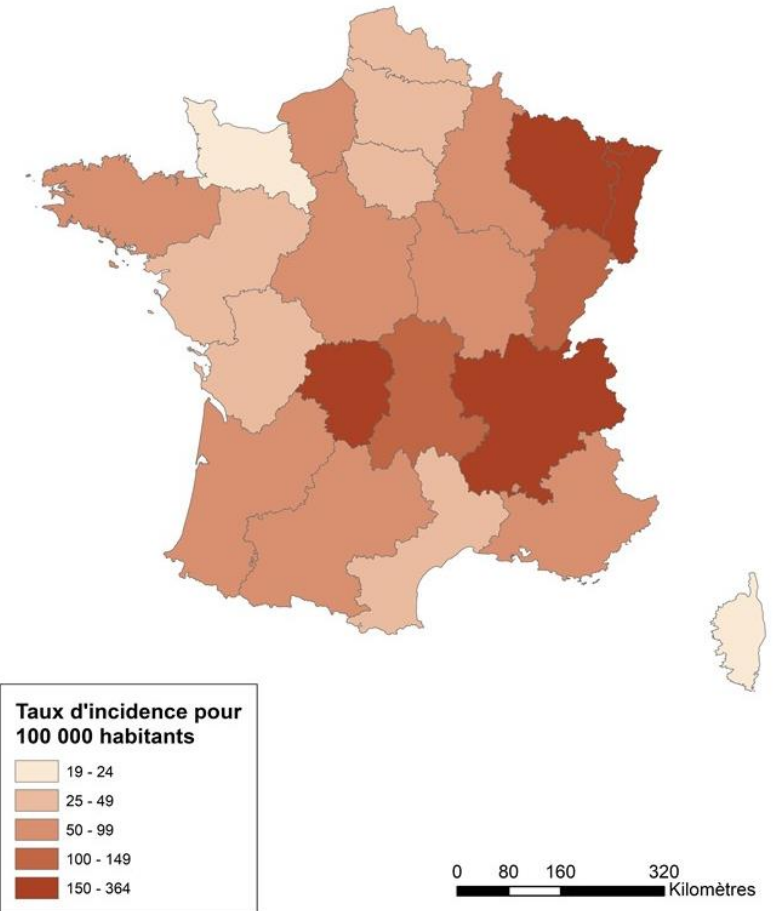 Taux d'incidence pour
100 000 habitants
19 - 24
25 - 49
50 - 99
100 - 149
150 - 364
0 80 160 320
Kilomètres